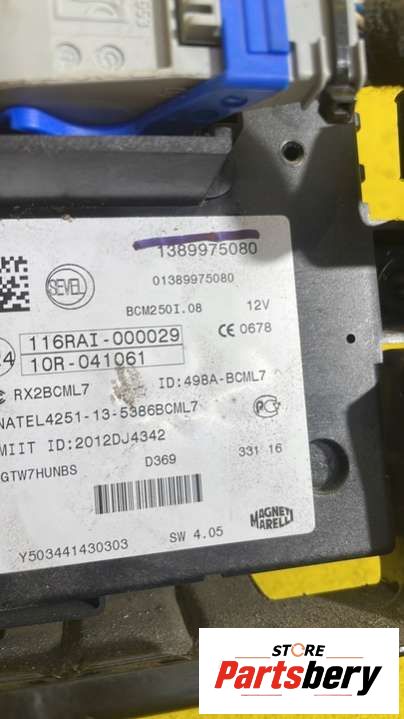 1389975080
01389975080
SEVEL
BCM250I.08 12V
116RAI-000029
10R-041061
24
CE 0678
RX2BCML7 ID:498A-BCML7
NATEL4251-13-5386BCML7
MIIT ID:2012DJ4342
GTW7HUNBS D369 331 16
MAGNETI
MARELLI
Y503441430303 SW 4.05
STORE
Partsbery